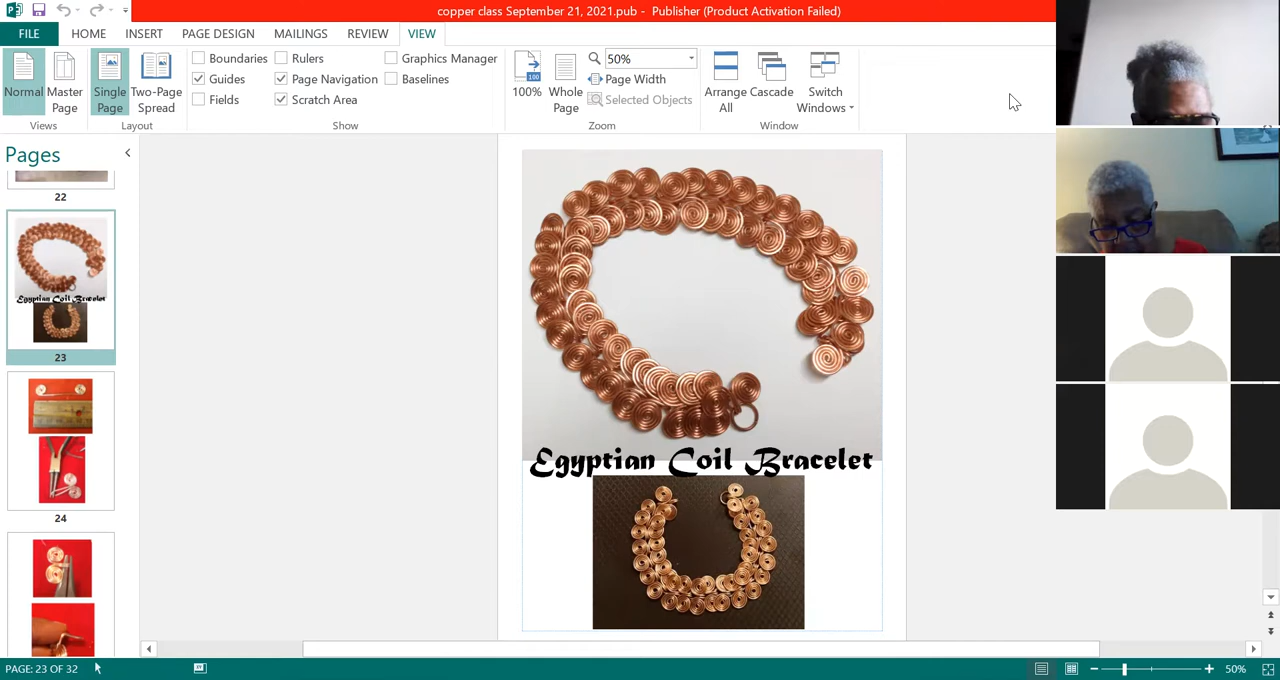 copper class September 21, 2021.pub - Publisher (Product Activation Failed)
FILE HOME INSERT PAGE DESIGN MAILINGS REVIEW VIEW
Normal
Master Page
Single Page
Two-Page Spread
Views
Layout
Boundaries
Guides
Fields
Rulers
Page Navigation
Scratch Area
Graphics Manager
Baselines
Show
100%
Whole Page
50%
Page Width
Selected Objects
Zoom
Arrange All
Cascade
Switch Windows
Window
Pages
22
Egyptian Coil Bracelet
23
24
Egyptian Coil Bracelet
PAGE: 23 OF 32
50%